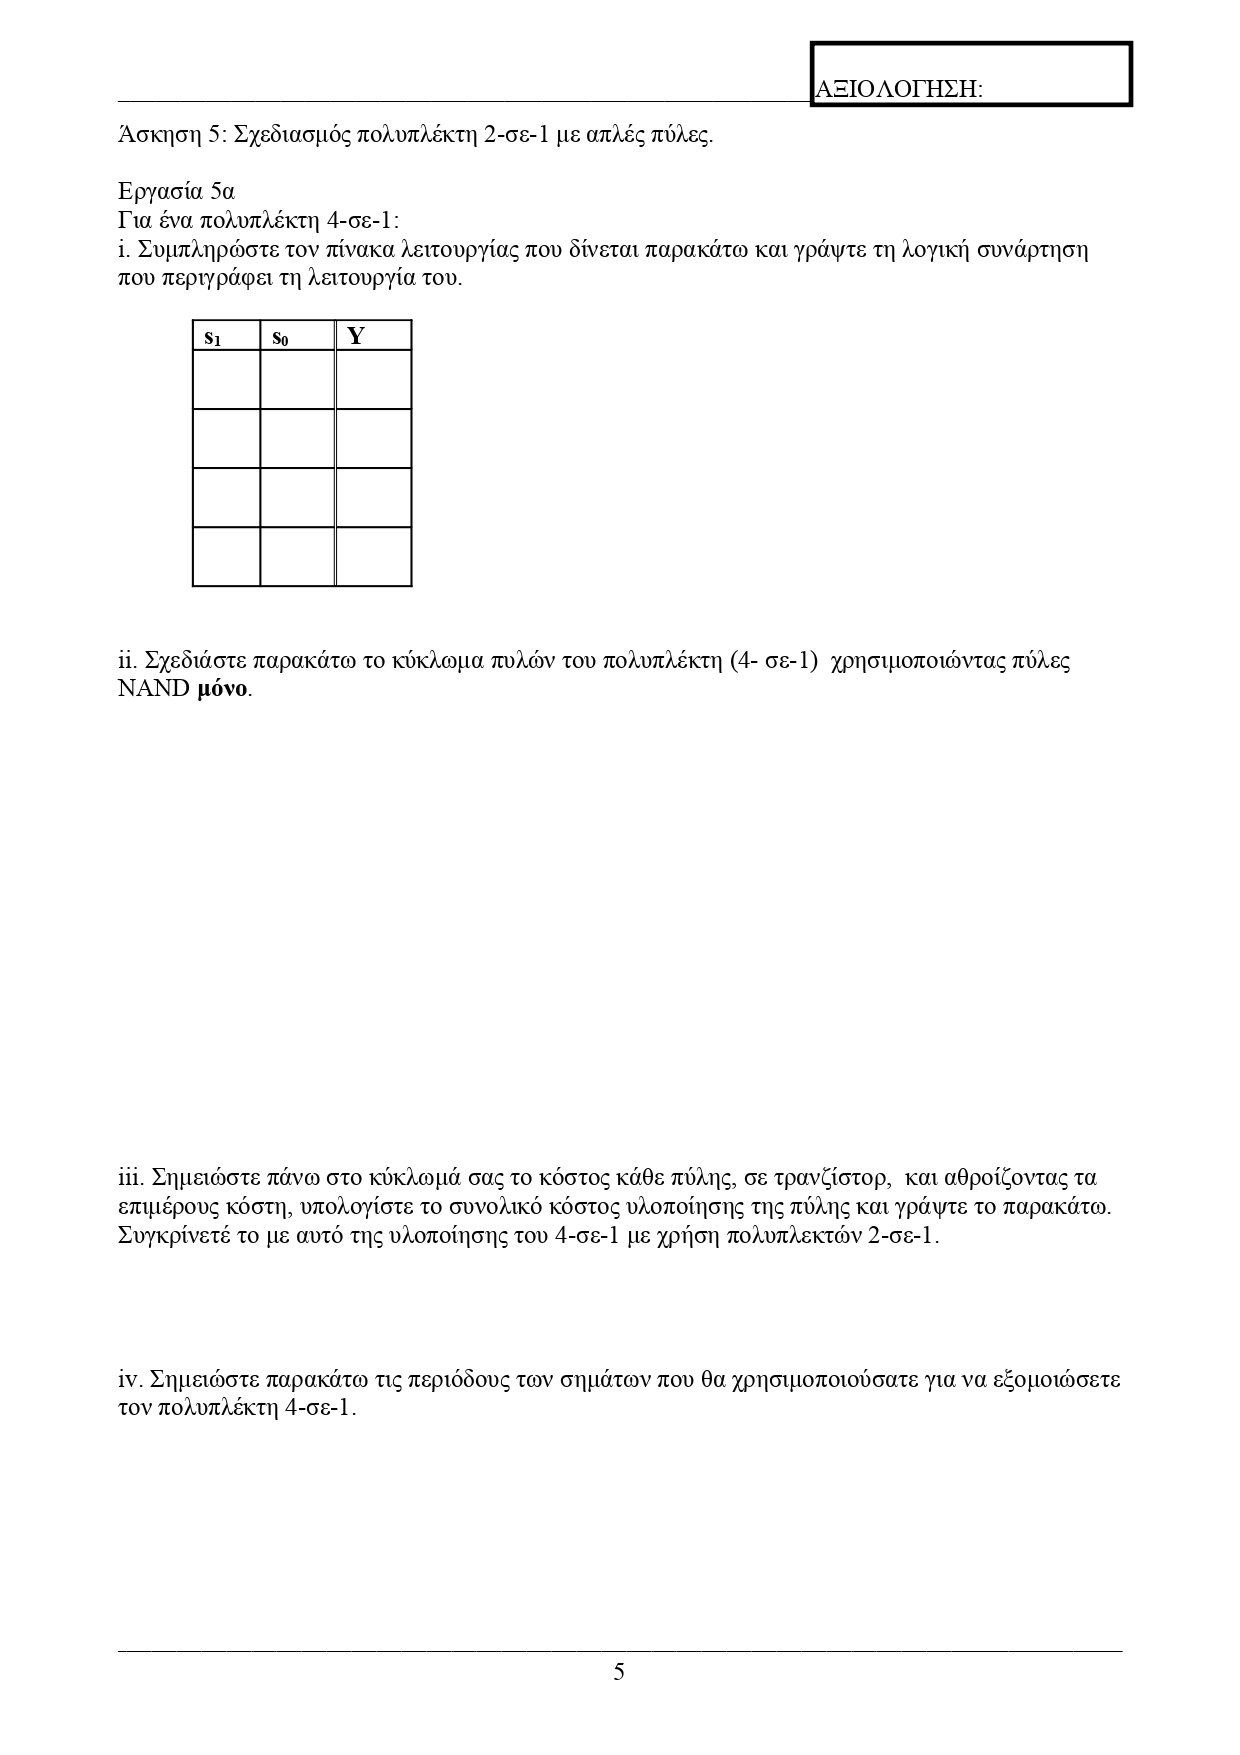 ΑΞΙΟΛΟΓΗΣΗ:
Άσκηση 5: Σχεδιασμός πολυπλέκτη 2-σε-1 με απλές πύλες.
Εργασία 5α
Για ένα πολυπλέκτη 4-σε-1:
i. Συμπληρώστε τον πίνακα λειτουργίας που δίνεται παρακάτω και γράψτε τη λογική συνάρτηση
που περιγράφει τη λειτουργία του.
s₁ s₀ Y
ii. Σχεδιάστε παρακάτω το κύκλωμα πυλών του πολυπλέκτη (4- σε-1)  χρησιμοποιώντας πύλες
NAND μόνο.
iii. Σημειώστε πάνω στο κύκλωμά σας το κόστος κάθε πύλης, σε τρανζίστορ,  και αθροίζοντας τα
επιμέρους κόστη, υπολογίστε το συνολικό κόστος υλοποίησης της πύλης και γράψτε το παρακάτω.
Συγκρίνετέ το με αυτό της υλοποίησης του 4-σε-1 με χρήση πολυπλεκτών 2-σε-1.
iv. Σημειώστε παρακάτω τις περιόδους των σημάτων που θα χρησιμοποιούσατε για να εξομοιώσετε
τον πολυπλέκτη 4-σε-1.
5